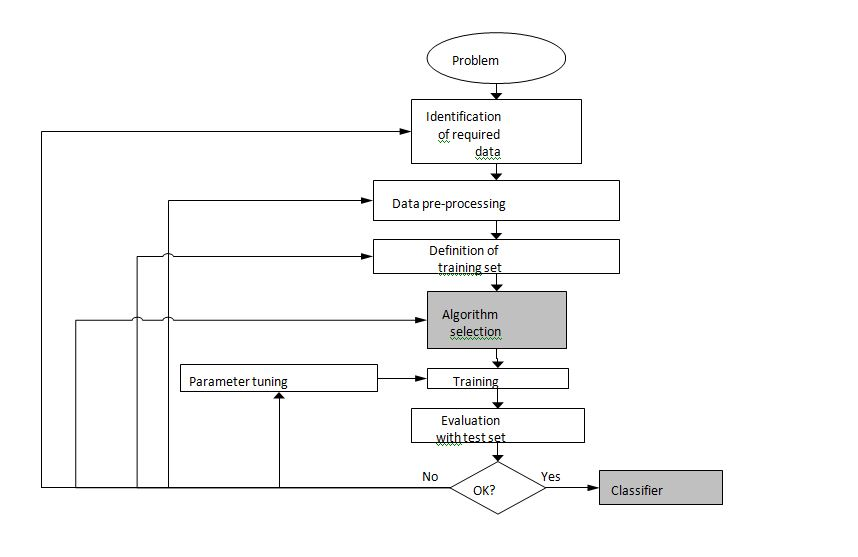 Problem
Identification
of required
data
Data pre-processing
Definition of
training set
Algorithm
selection
Parameter tuning
Training
Evaluation
with test set
No
OK?
Yes
Classifier